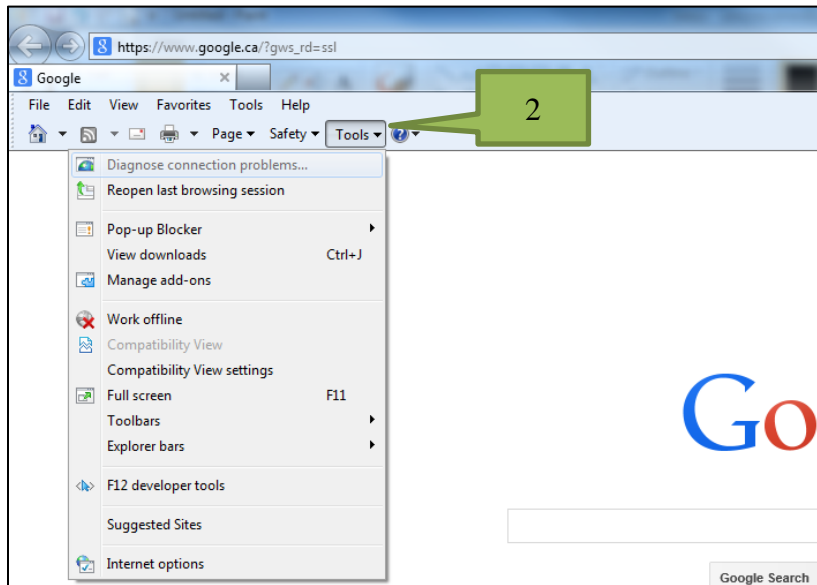 https://www.google.ca/?gws_rd=ssl
8 Google
File Edit View Favorites Tools Help
2
Page Safety Tools
Diagnose connection problems...
Reopen last browsing session
Pop-up Blocker
View downloads Ctrl+J
Manage add-ons
Work offline
Compatibility View
Compatibility View settings
Full screen F11
Toolbars
Explorer bars
F12 developer tools
Suggested Sites
Internet options
Go
Google Search